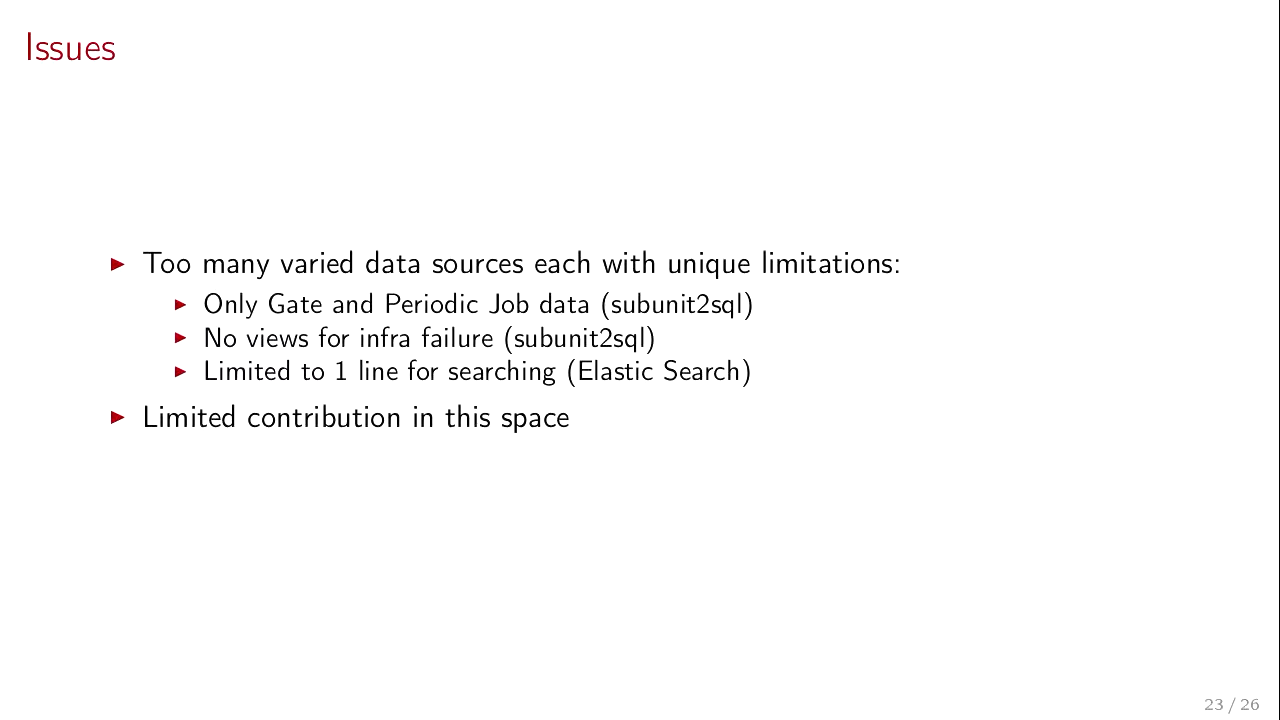 Issues
Too many varied data sources each with unique limitations:
Only Gate and Periodic Job data (subunit2sql)
No views for infra failure (subunit2sql)
Limited to 1 line for searching (Elastic Search)
Limited contribution in this space
23 / 26